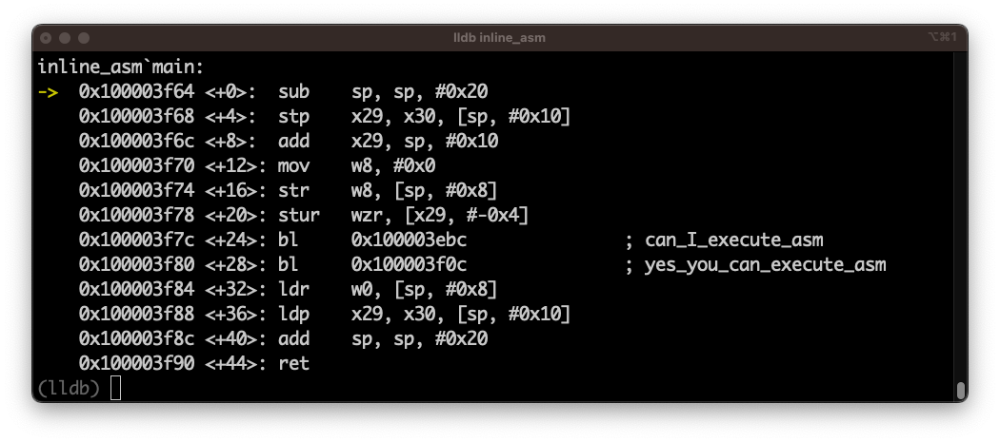 lldb inline_asm
⌥⌘1
inline_asm`main:
->  0x100003f64 <+0>:  sub    sp, sp, #0x20
    0x100003f68 <+4>:  stp    x29, x30, [sp, #0x10]
    0x100003f6c <+8>:  add    x29, sp, #0x10
    0x100003f70 <+12>: mov    w8, #0x0
    0x100003f74 <+16>: str    w8, [sp, #0x8]
    0x100003f78 <+20>: stur   wzr, [x29, #-0x4]
    0x100003f7c <+24>: bl     0x100003ebc               ; can_I_execute_asm
    0x100003f80 <+28>: bl     0x100003f0c               ; yes_you_can_execute_asm
    0x100003f84 <+32>: ldr    w0, [sp, #0x8]
    0x100003f88 <+36>: ldp    x29, x30, [sp, #0x10]
    0x100003f8c <+40>: add    sp, sp, #0x20
    0x100003f90 <+44>: ret
(lldb)